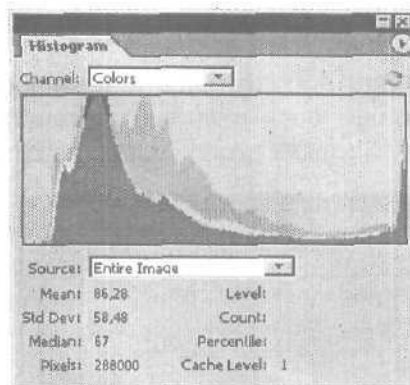 Histogram
Channel: Colors
Source: Entire Image
Mean: 86,28 Level:
Std Dev: 58,48 Count:
Median: 67 Percentile:
Pixels: 288000 Cache Level: 1